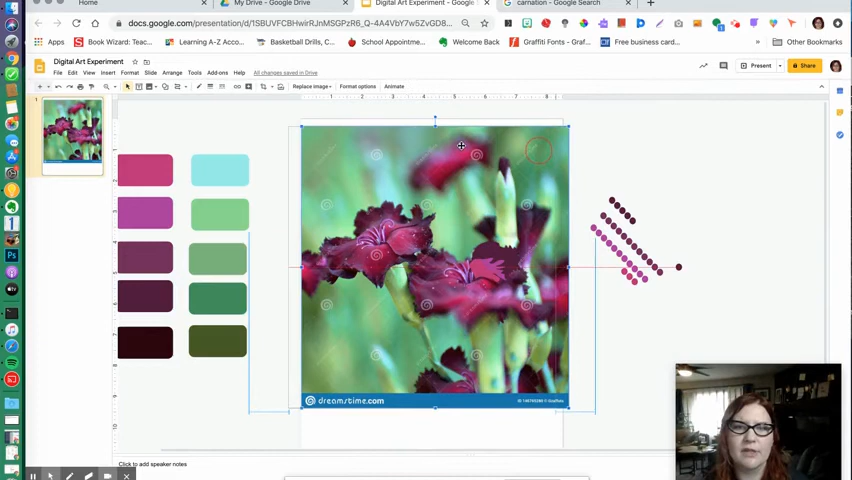 Home
My Drive - Google Drive
Digital Art Experiment - Google S
carnation - Google Search
docs.google.com/presentation/d/1SBUVFCBHwirRJnMSGPzR6_Q-4A4VbY7w5ZvGD8...
Apps
Book Wizard: Teac...
Learning A-Z Acco...
Basketball Drills, C...
School Appointme...
Welcome Back
Graffiti Fonts - Graf...
Free business card...
Other Bookmarks
Digital Art Experiment
File Edit View Insert Format Slide Arrange Tools Add-ons Help
All changes saved in Drive
Present
Share
Replace image
Format options
Animate
dreamstime.com
Click to add speaker notes